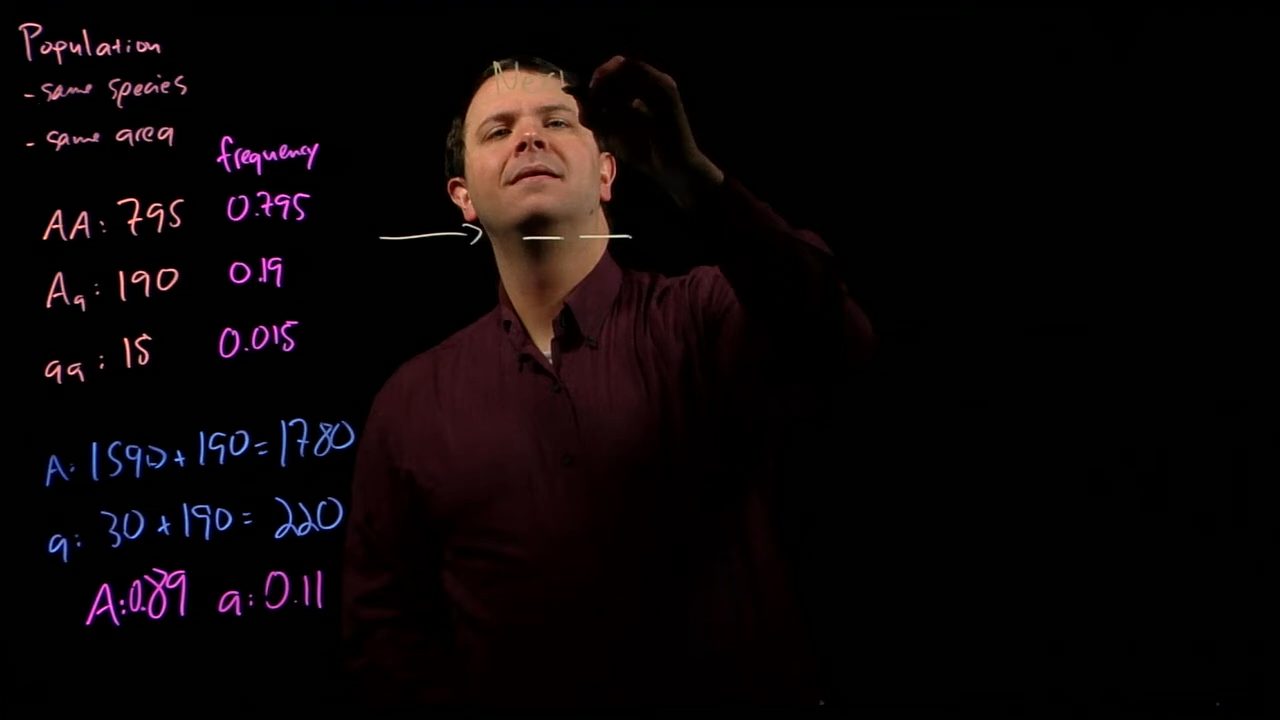 Population
- same species
- same area
frequency
AA: 795 0.795
Aa: 190 0.19
aa: 15 0.015
A: 1590 + 190 = 1780
a: 30 + 190 = 220
A: 0.89 a: 0.11